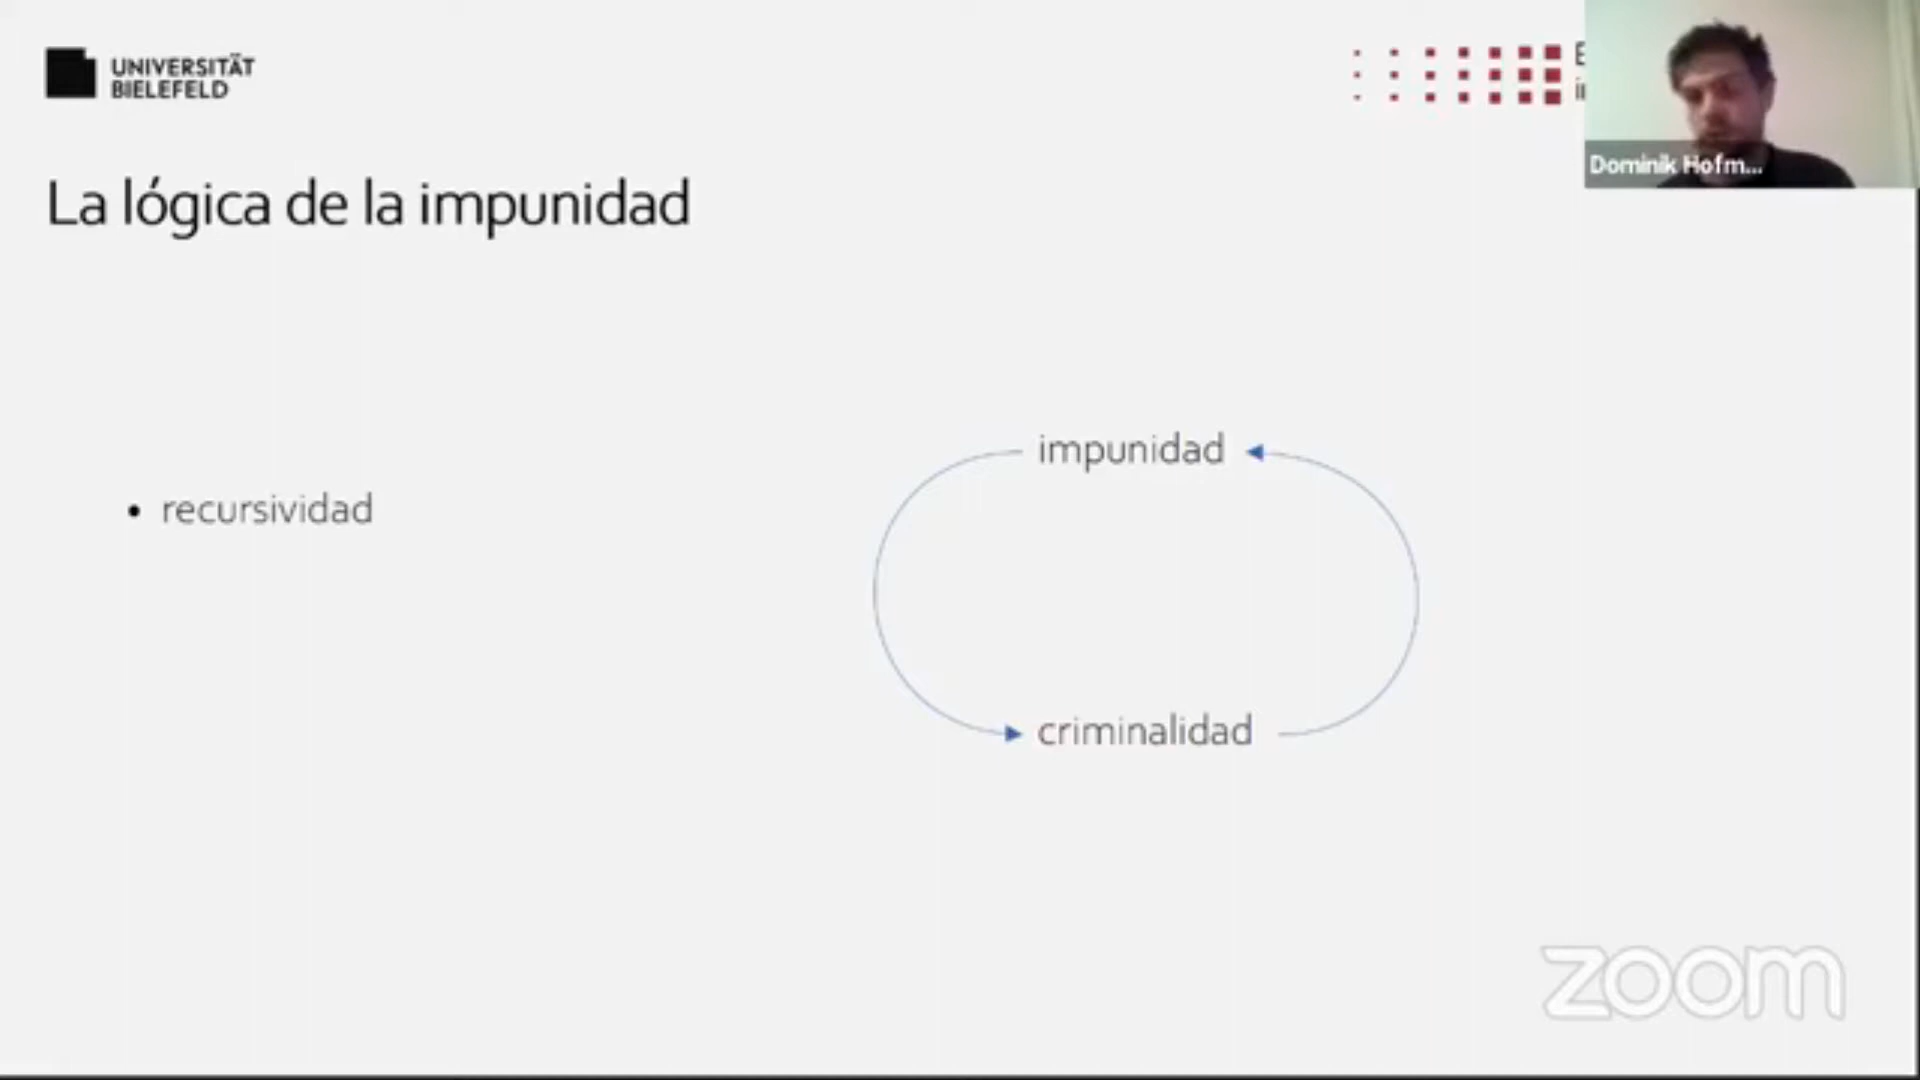 UNIVERSITÄT
BIELEFELD
Dominik Hofm...
La lógica de la impunidad
impunidad
• recursividad
criminalidad
zoom